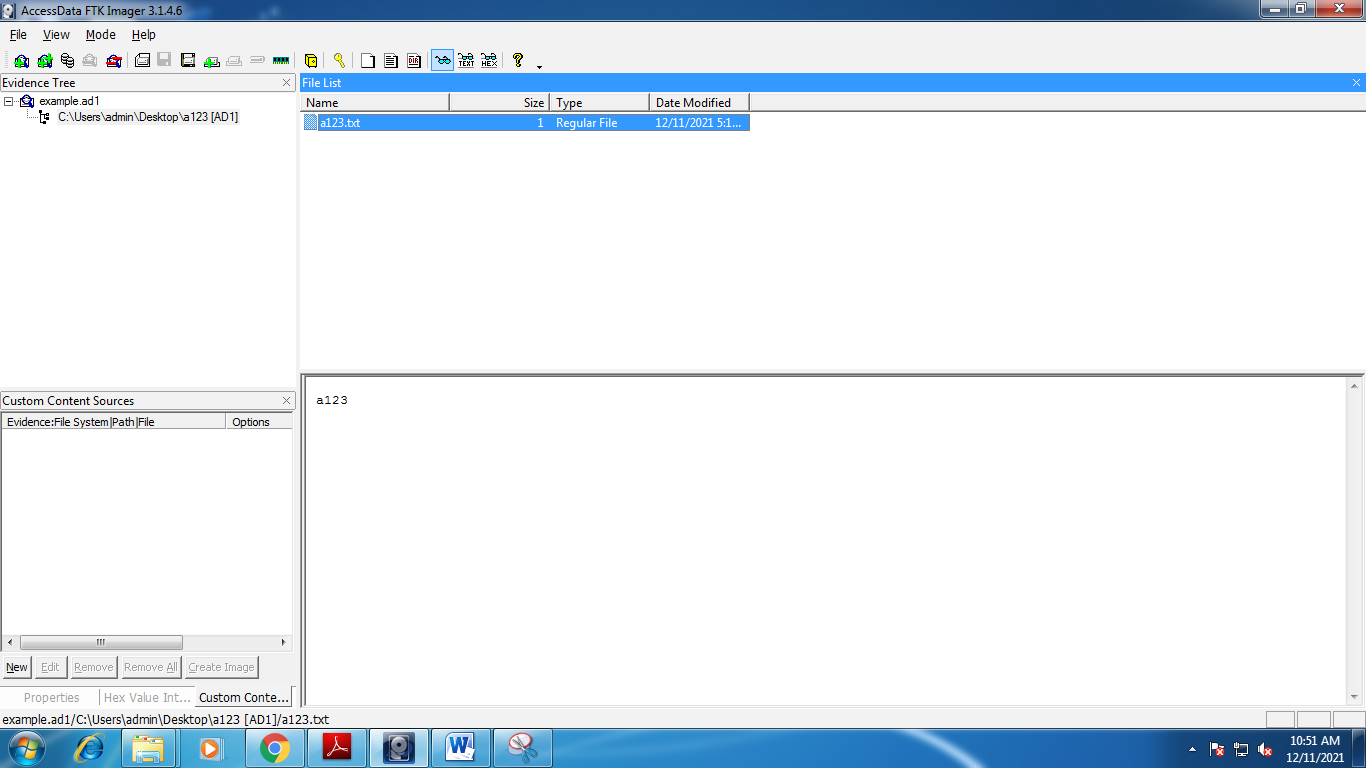 AccessData FTK Imager 3.1.4.6
File View Mode Help
TEXT HEX
Evidence Tree
example.ad1
C:\Users\admin\Desktop\a123 [AD1]
File List
Name Size Type Date Modified
a123.txt 1 Regular File 12/11/2021 5:1...
Custom Content Sources
Evidence:File System|Path|File Options
New Edit Remove Remove All Create Image
Properties Hex Value Int... Custom Conte...
a123
example.ad1/C:\Users\admin\Desktop\a123 [AD1]/a123.txt
10:51 AM
12/11/2021